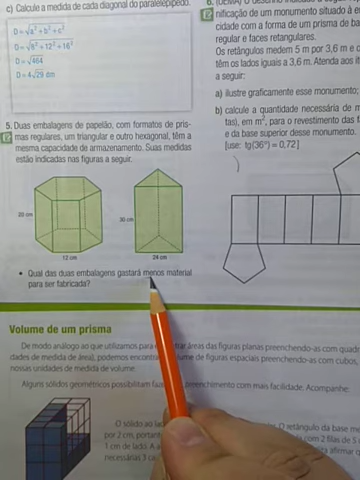 c) Calcule a medida de cada diagonal do paralelepípedo.
D = √a² + b² + c²
D = √8² + 12² + 16²
D = √464
D = 4√29 cm
5. Duas embalagens de papelão, com formatos de pris-
mas regulares, um triangular e outro hexagonal, têm a
mesma capacidade de armazenamento. Suas medidas
estão indicadas nas figuras a seguir.
20 cm
12 cm
30 cm
24 cm
• Qual das duas embalagens gastará menos material
para ser fabricada?
nificação de um monumento situado à
cidade com a forma de um prisma de ba
regular e faces retangulares.
Os retângulos medem 5 m por 3,6 m e
têm os lados iguais a 3,6 m. Atenda aos
a seguir:
a) ilustre graficamente esse monumento;
b) calcule a quantidade necessária de
tas), em m², para o revestimento das
e da base superior desse monumento.
[use: tg(36°) = 0,72]
Volume de um prisma
De modo análogo ao que utilizamos para áreas das figuras planas preenchendo-as com
dades de medida de área), podemos de figuras espaciais preenchendo-as com cubos,
nossas unidades de medida de volume.
Alguns sólidos geométricos possibilitam preenchimento com mais facilidade. Acompanhe:
O sólido ao O retângulo da base
por 2 cm, com 2 filas de 5
1 cm de lado. afirmar
necessárias 3